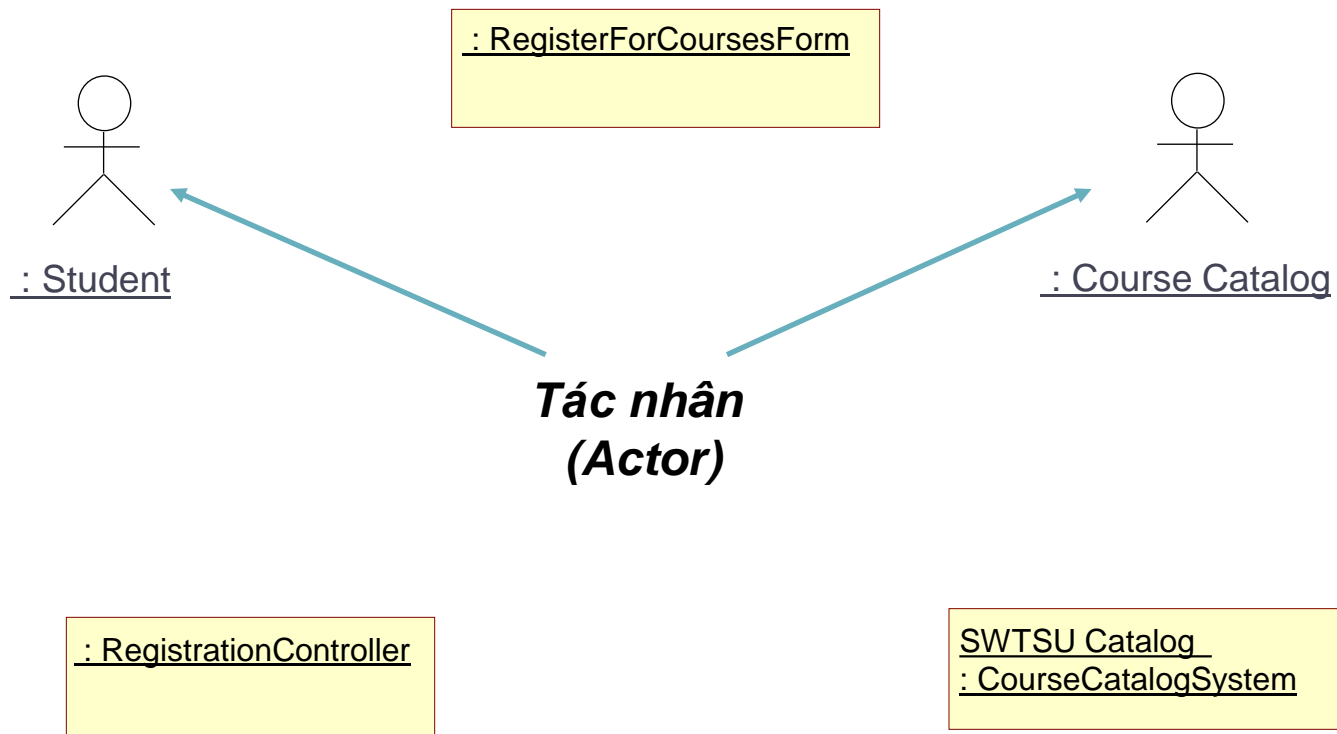 : RegisterForCoursesForm
: Student
: Course Catalog
Tác nhân
(Actor)
: RegistrationController
SWTSU Catalog
: CourseCatalogSystem